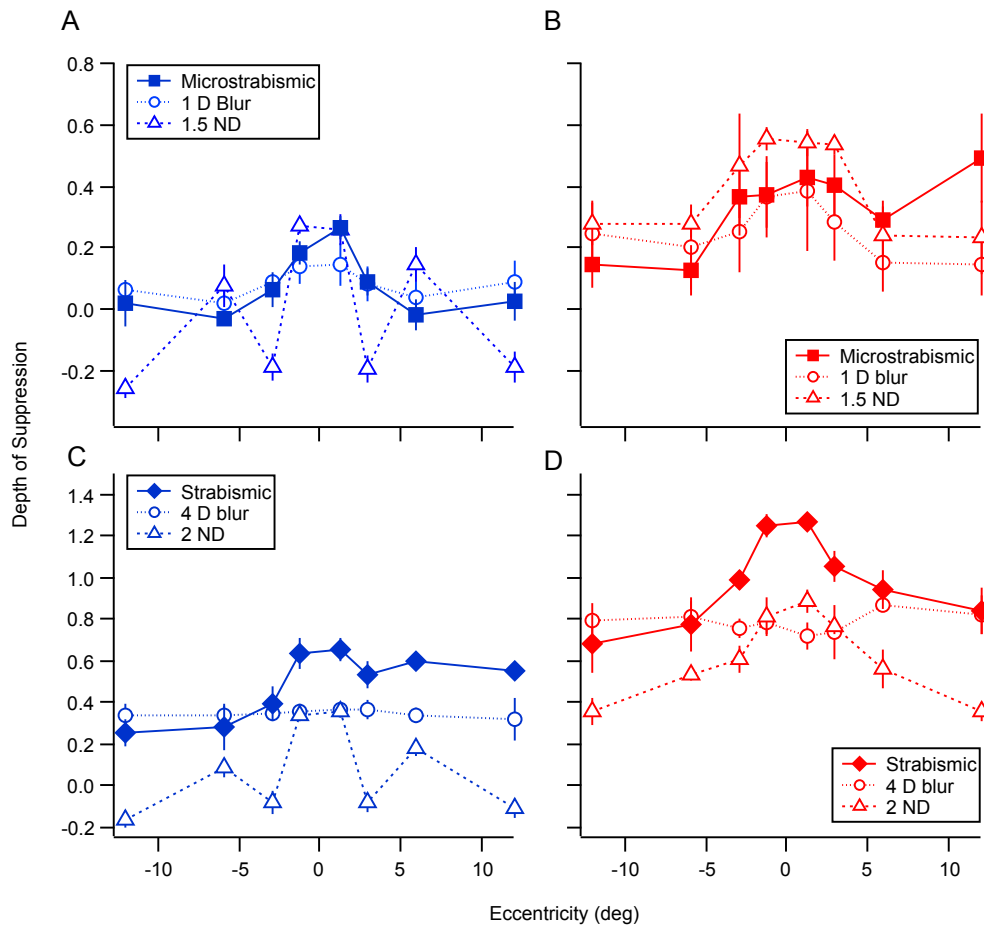 A
B
Depth of Suppression
0.8
0.6
0.4
0.2
0.0
-0.2
Microstrabismic
1 D Blur
1.5 ND
Microstrabismic
1 D blur
1.5 ND
C
D
1.4
1.2
1.0
0.8
0.6
0.4
0.2
0.0
-0.2
Strabismic
4 D blur
2 ND
Strabismic
4 D blur
2 ND
-10 -5 0 5 10
-10 -5 0 5 10
Eccentricity (deg)